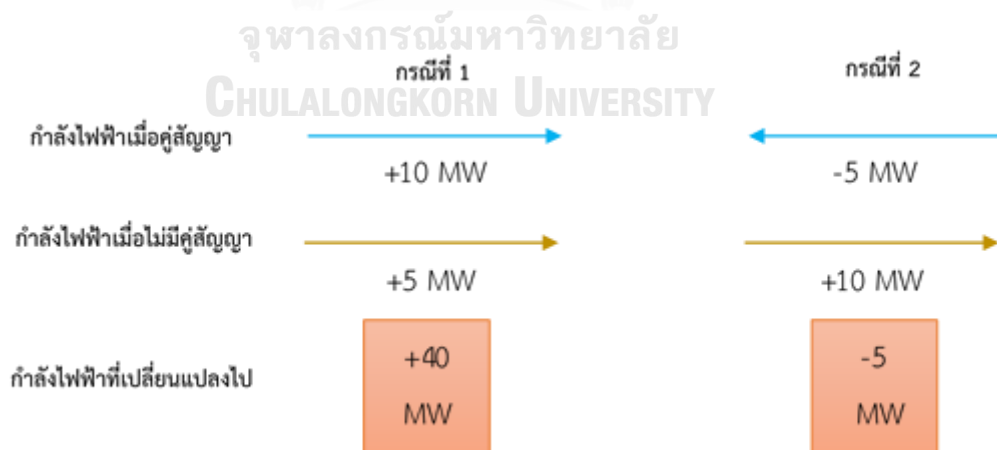 จุฬาลงกรณ์มหาวิทยาลัย
CHULALONGKORN UNIVERSITY
กรณีที่ 1 กรณีที่ 2
กำลังไฟฟ้าเมื่อคู่สัญญา
+10 MW -5 MW
กำลังไฟฟ้าเมื่อไม่มีคู่สัญญา
+5 MW +10 MW
กำลังไฟฟ้าที่เปลี่ยนแปลงไป
+40 -5
MW MW